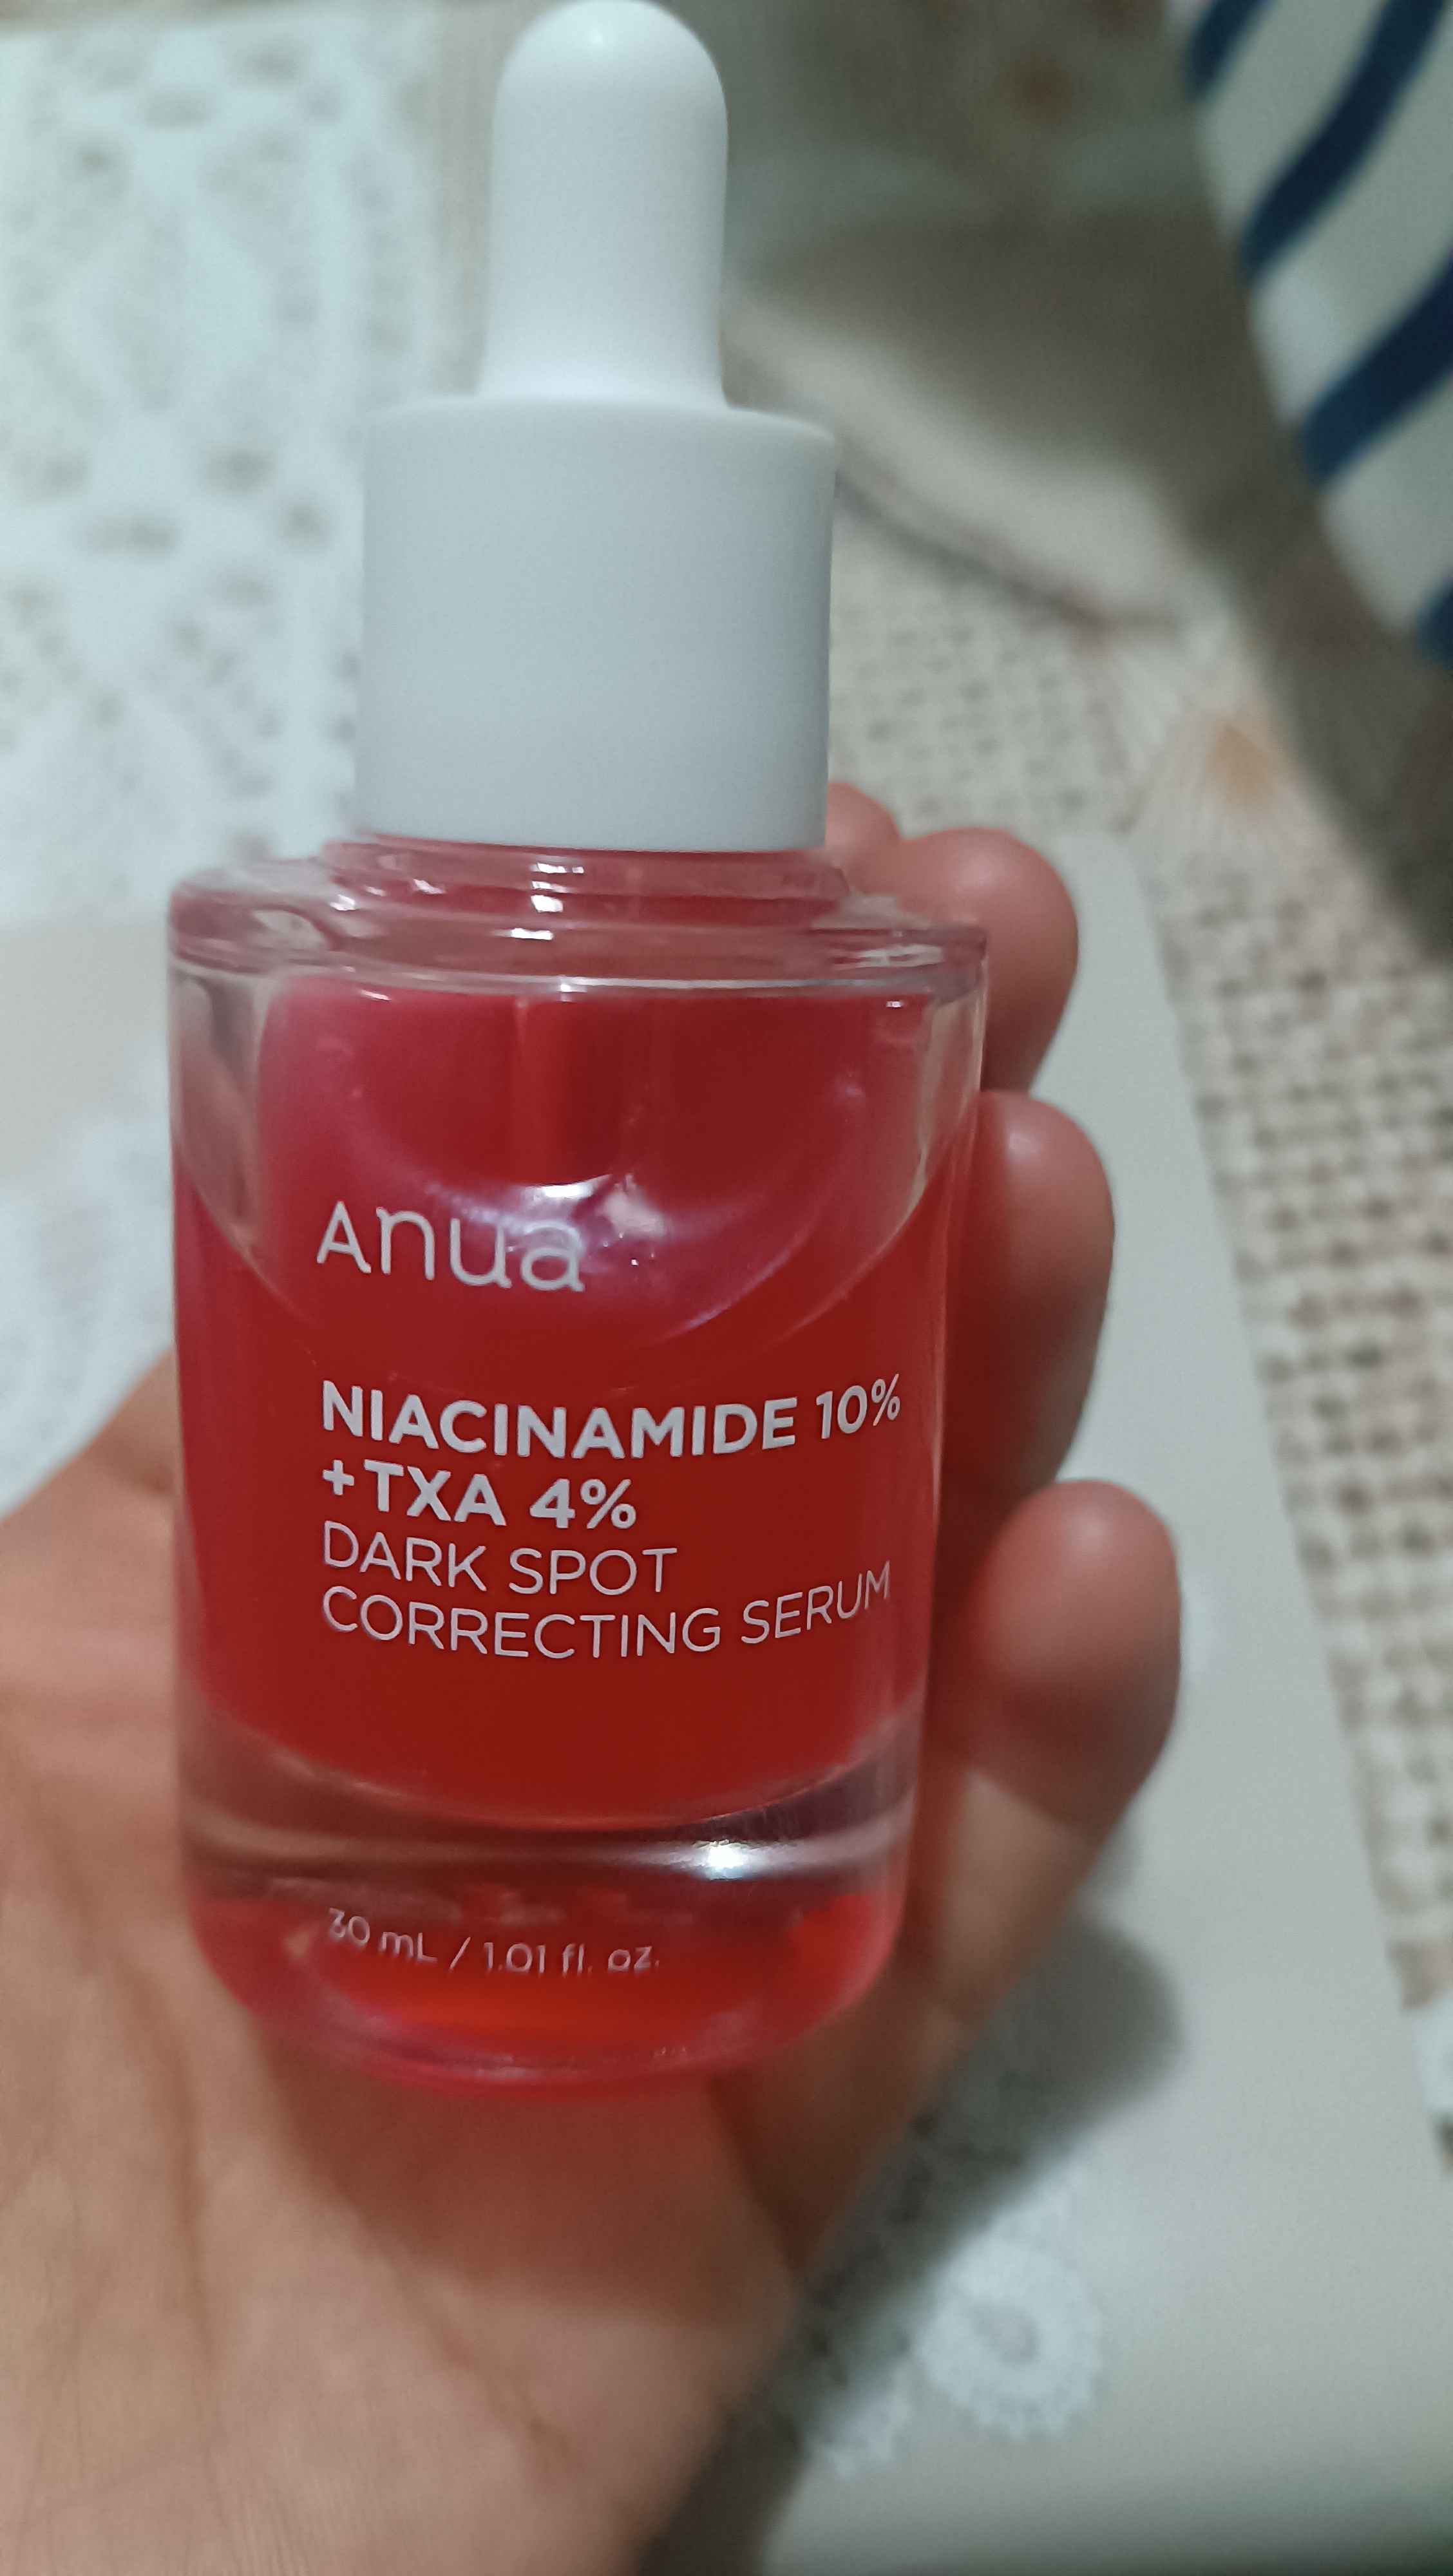 Anua
NIACINAMIDE 10%
+TXA 4%
DARK SPOT
CORRECTING SERUM
30 mL / 1.01 fl. oz.